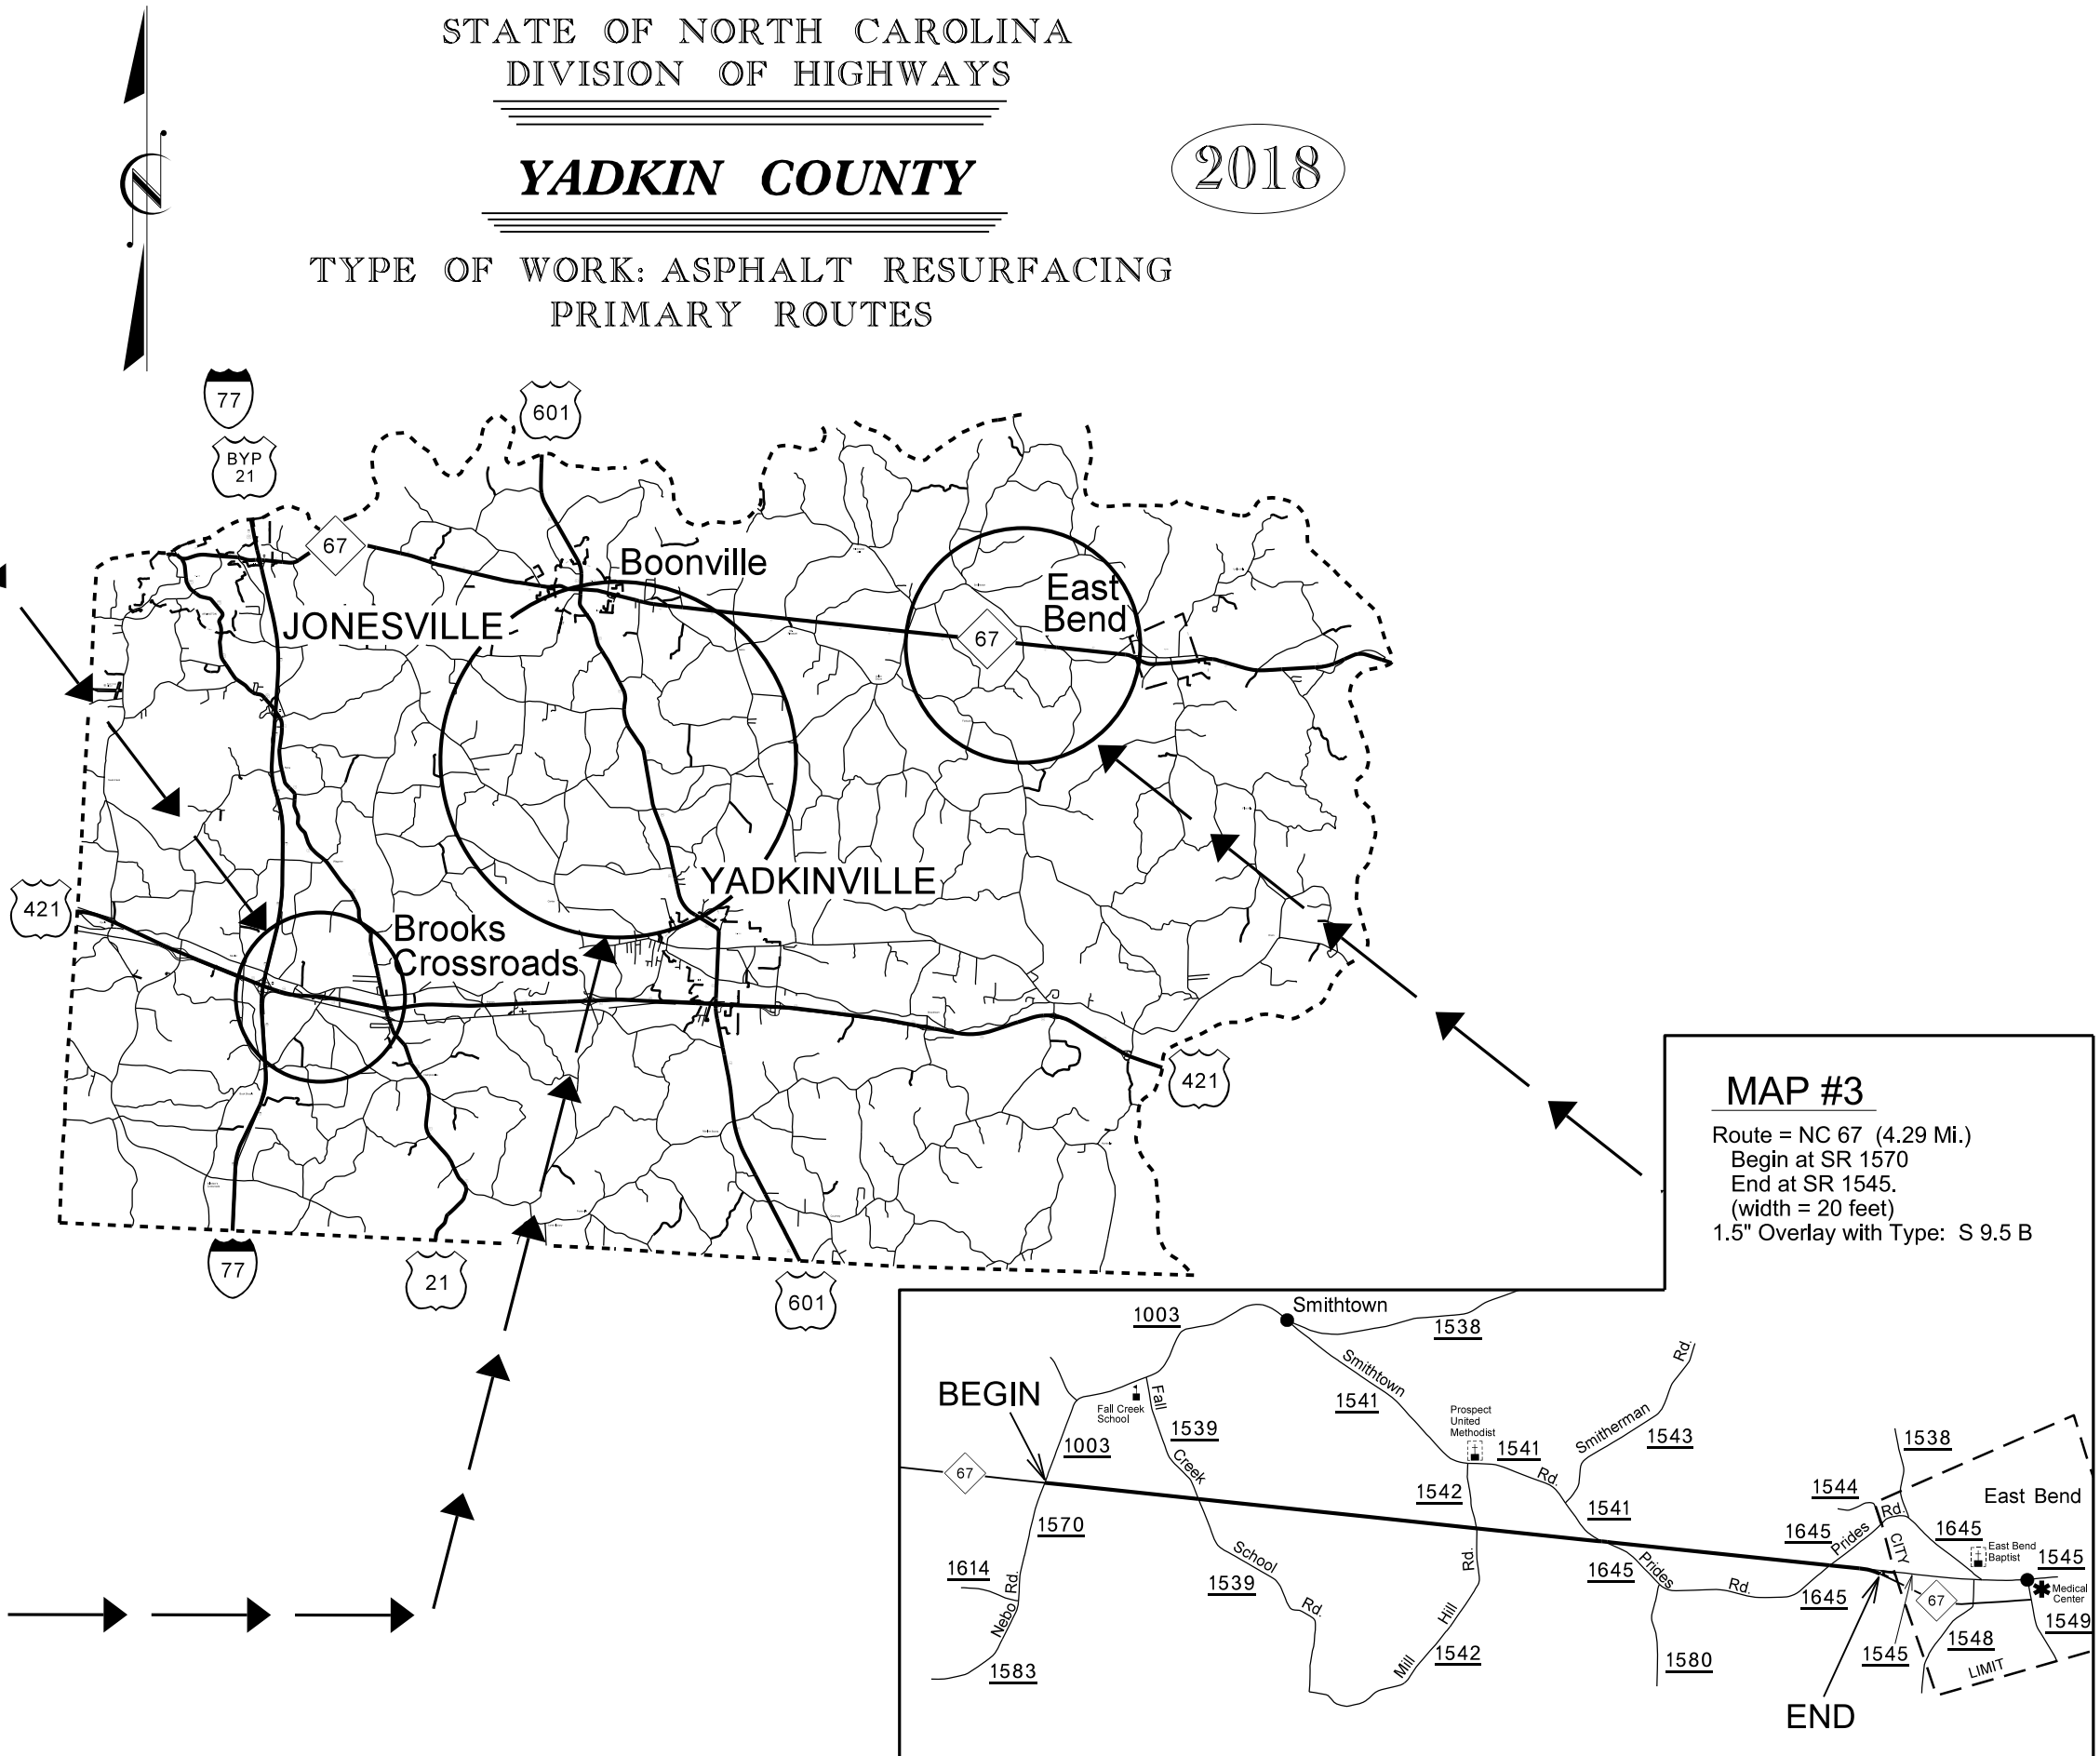 STATE OF NORTH CAROLINA
DIVISION OF HIGHWAYS
YADKIN COUNTY
2018
TYPE OF WORK: ASPHALT RESURFACING
PRIMARY ROUTES
N
77
BYP
21
601
67
Boonville
JONESVILLE
East
Bend
67
YADKINVILLE
421
Brooks
Crossroads
421
77
21
601
MAP #3
Route = NC 67 (4.29 Mi.)
Begin at SR 1570
End at SR 1545.
(width = 20 feet)
1.5" Overlay with Type: S 9.5 B
Smithtown
1003
1538
BEGIN
Fall Creek
School
Fall
Creek
School
Rd.
1003
1539
1539
Smithtown
1541
Prospect
United
Methodist
1541
Rd.
1541
Smitherman
Rd.
1543
67
1570
1614
Nebo Rd.
1583
1542
Rd.
Hill
Mill
1542
1645
Prides
Rd.
1580
1645
1645
Prides
Rd.
1544
1538
1645
East Bend
CITY
LIMIT
East Bend
Baptist
1545
Medical
Center
67
1545
1548
1549
END